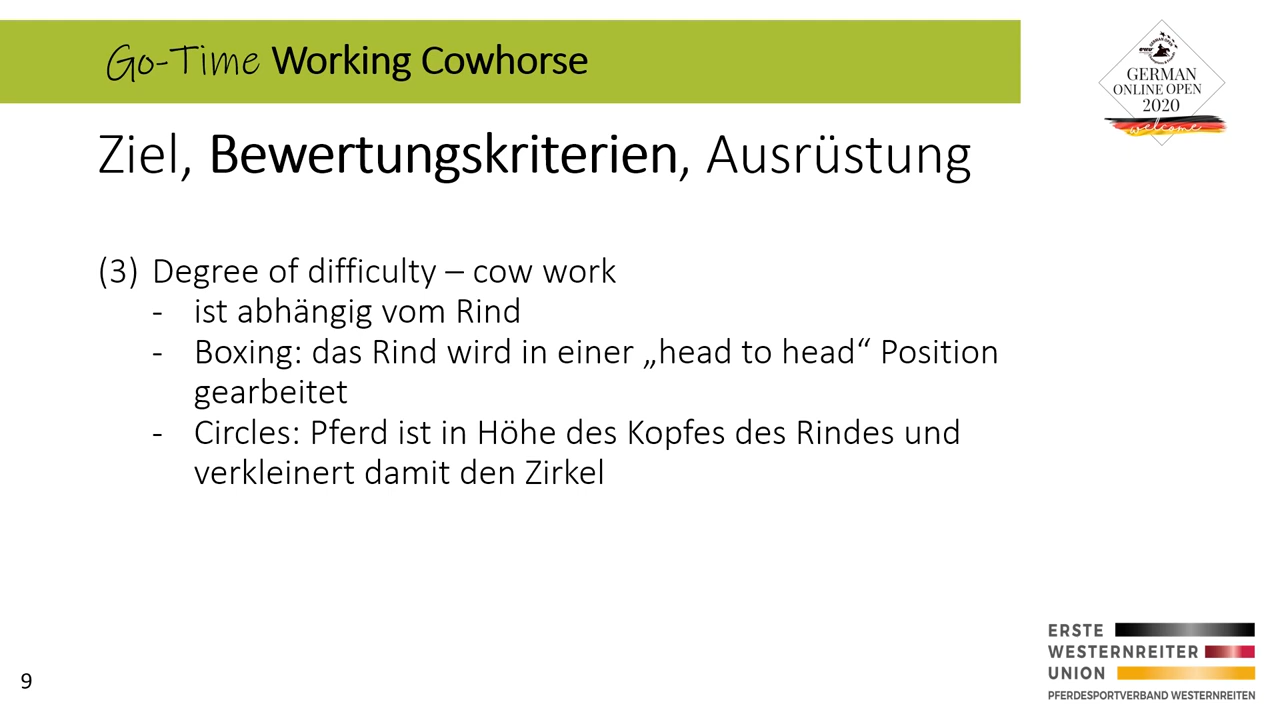 Go-Time Working Cowhorse
GERMAN
ONLINE OPEN
2020
welcome
Ziel, Bewertungskriterien, Ausrüstung
(3) Degree of difficulty – cow work
- ist abhängig vom Rind
- Boxing: das Rind wird in einer „head to head“ Position
gearbeitet
- Circles: Pferd ist in Höhe des Kopfes des Rindes und
verkleinert damit den Zirkel
ERSTE
WESTERNREITER
UNION
PFERDESPORTVERBAND WESTERNREITEN
9